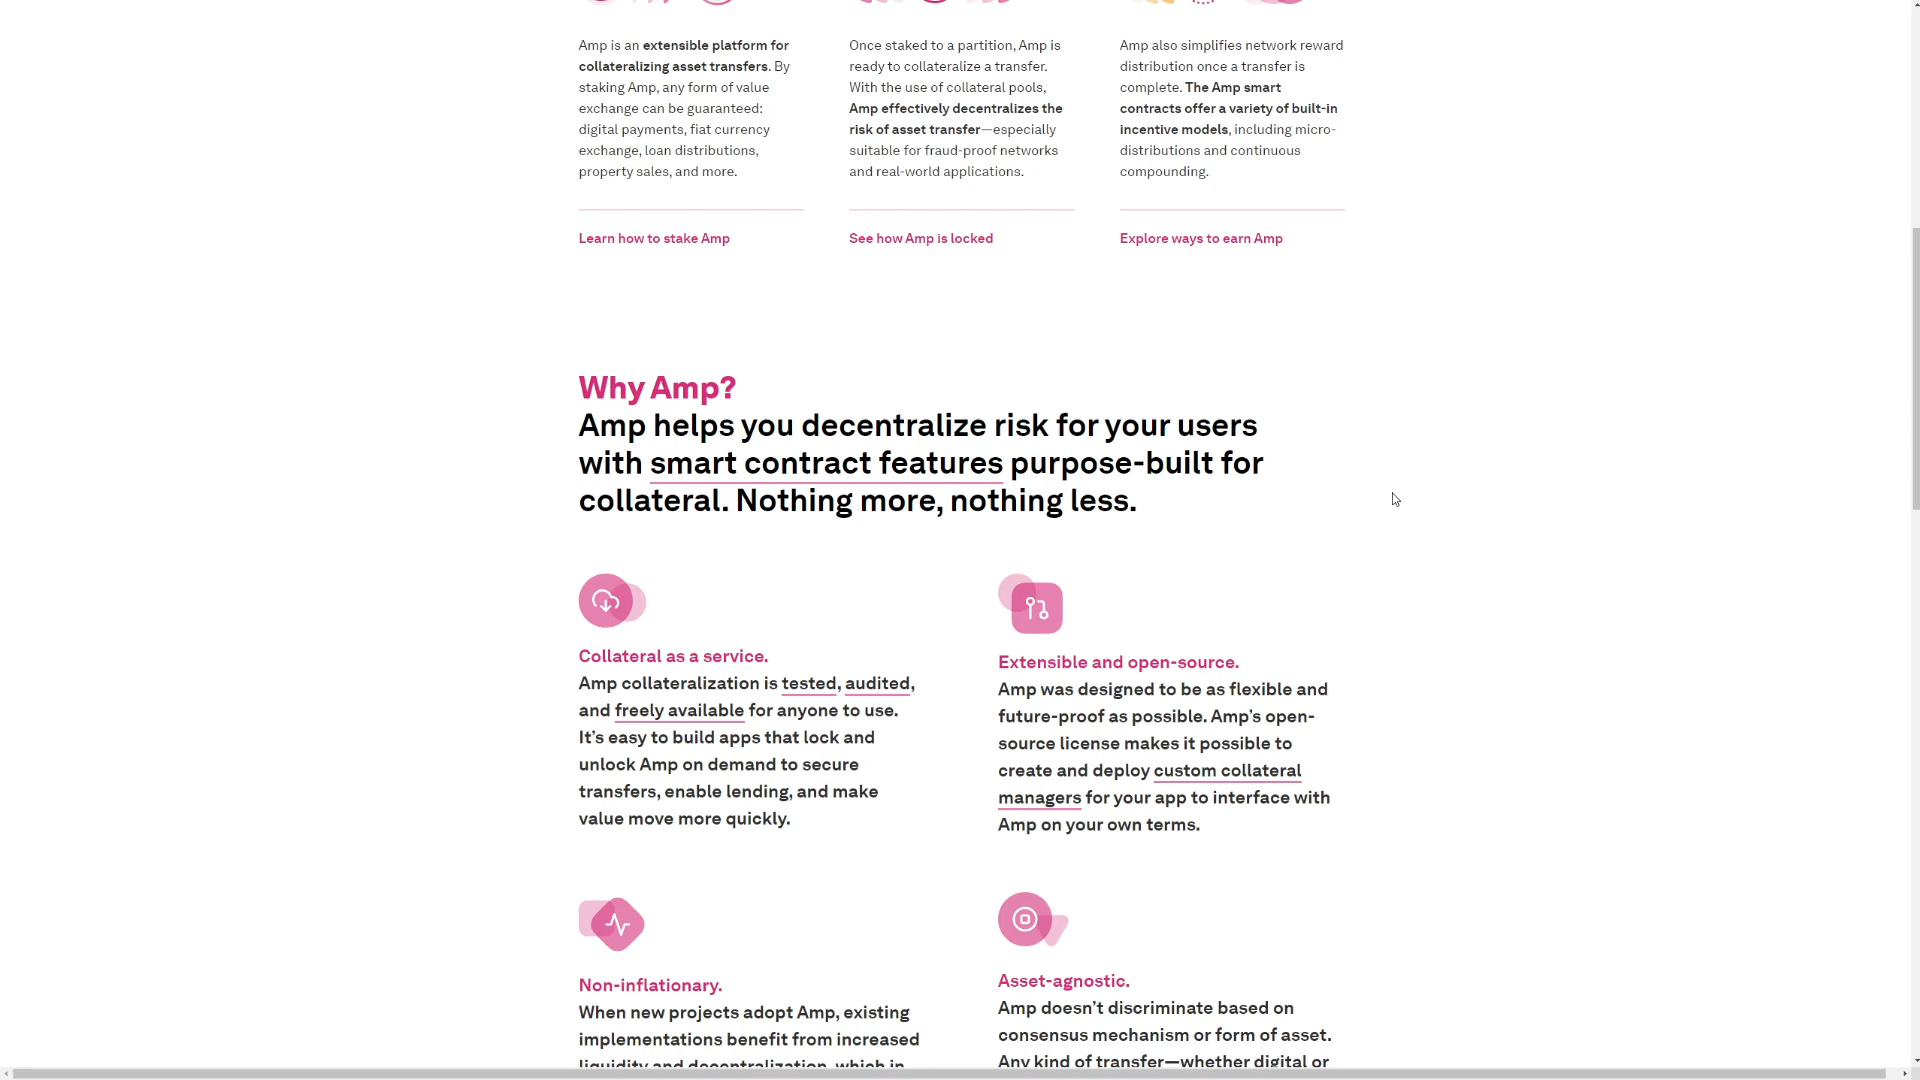 Amp is an extensible platform for
collateralizing asset transfers. By
staking Amp, any form of value
exchange can be guaranteed:
digital payments, fiat currency
exchange, loan distributions,
property sales, and more.
Learn how to stake Amp
Once staked to a partition, Amp is
ready to collateralize a transfer.
With the use of collateral pools,
Amp effectively decentralizes the
risk of asset transfer—especially
suitable for fraud-proof networks
and real-world applications.
See how Amp is locked
Amp also simplifies network reward
distribution once a transfer is
complete. The Amp smart
contracts offer a variety of built-in
incentive models, including micro-
distributions and continuous
compounding.
Explore ways to earn Amp
Why Amp?
Amp helps you decentralize risk for your users
with smart contract features purpose-built for
collateral. Nothing more, nothing less.
Collateral as a service.
Amp collateralization is tested, audited,
and freely available for anyone to use.
It’s easy to build apps that lock and
unlock Amp on demand to secure
transfers, enable lending, and make
value move more quickly.
Extensible and open-source.
Amp was designed to be as flexible and
future-proof as possible. Amp’s open-
source license makes it possible to
create and deploy custom collateral
managers for your app to interface with
Amp on your own terms.
Non-inflationary.
When new projects adopt Amp, existing
implementations benefit from increased
liquidity and decentralization, which in
Asset-agnostic.
Amp doesn’t discriminate based on
consensus mechanism or form of asset.
Any kind of transfer—whether digital or